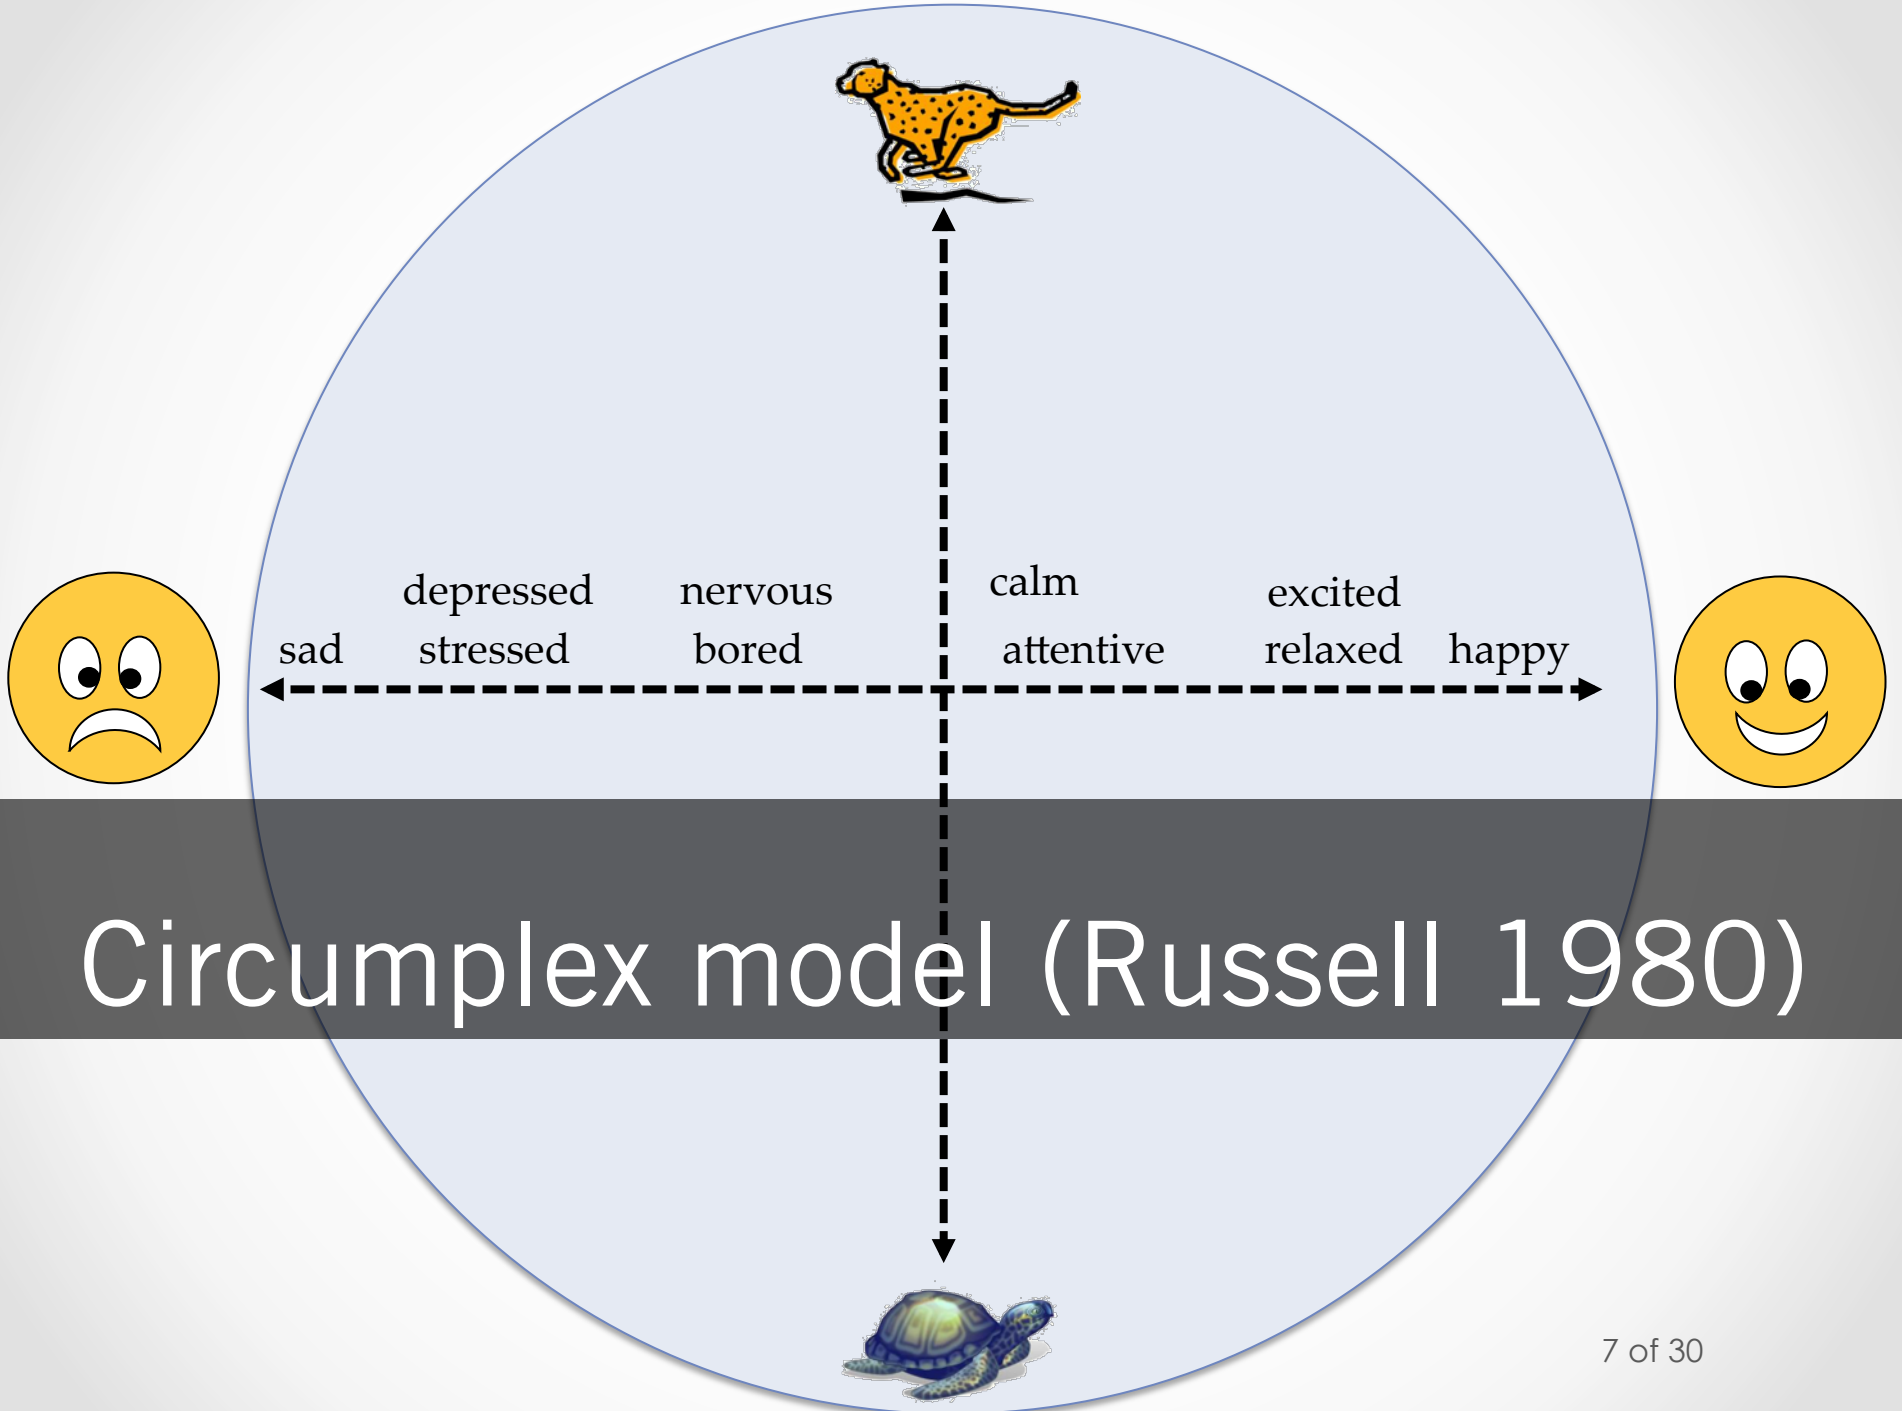 depressed nervous calm excited
sad stressed bored attentive relaxed happy
Circumplex model (Russell 1980)
7 of 30